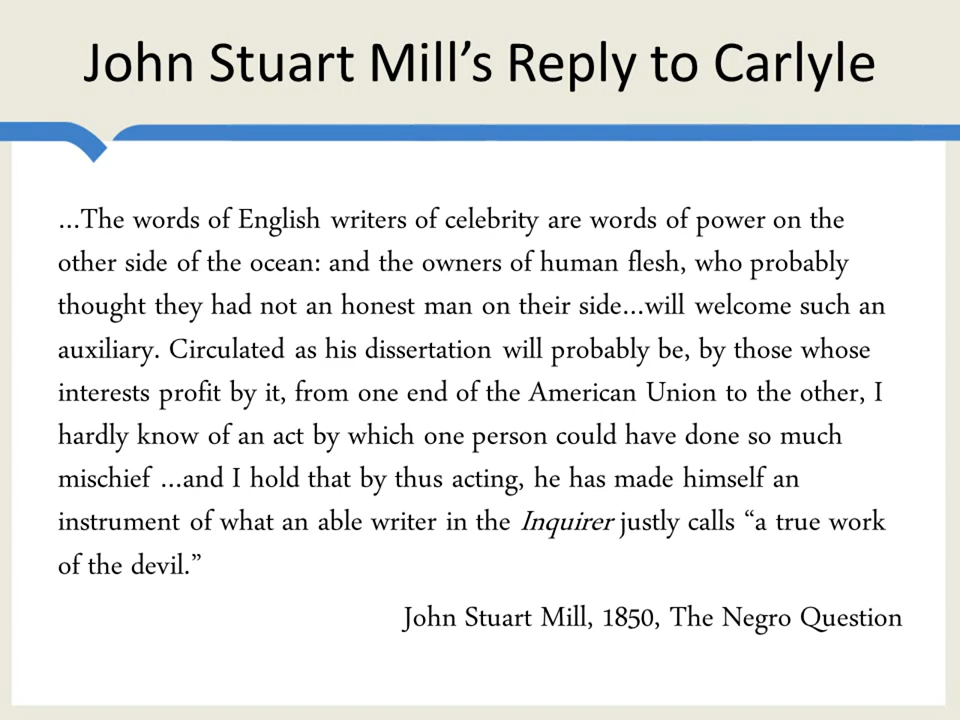 John Stuart Mill’s Reply to Carlyle
…The words of English writers of celebrity are words of power on the
other side of the ocean: and the owners of human flesh, who probably
thought they had not an honest man on their side…will welcome such an
auxiliary. Circulated as his dissertation will probably be, by those whose
interests profit by it, from one end of the American Union to the other, I
hardly know of an act by which one person could have done so much
mischief …and I hold that by thus acting, he has made himself an
instrument of what an able writer in the Inquirer justly calls “a true work
of the devil.”
John Stuart Mill, 1850, The Negro Question